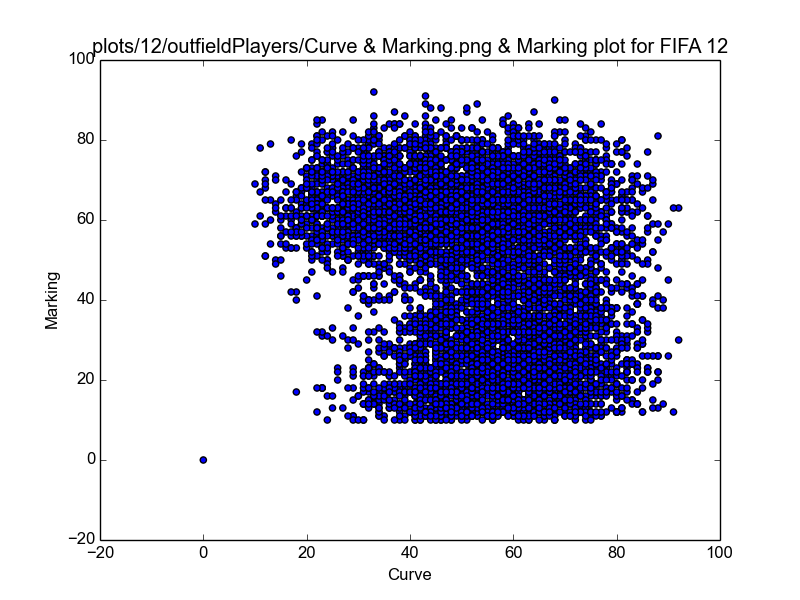 plots/12/outfieldPlayers/Curve & Marking.png & Marking plot for FIFA 12
100
80
60
40
20
0
−20
Marking
−20 0 20 40 60 80 100
Curve